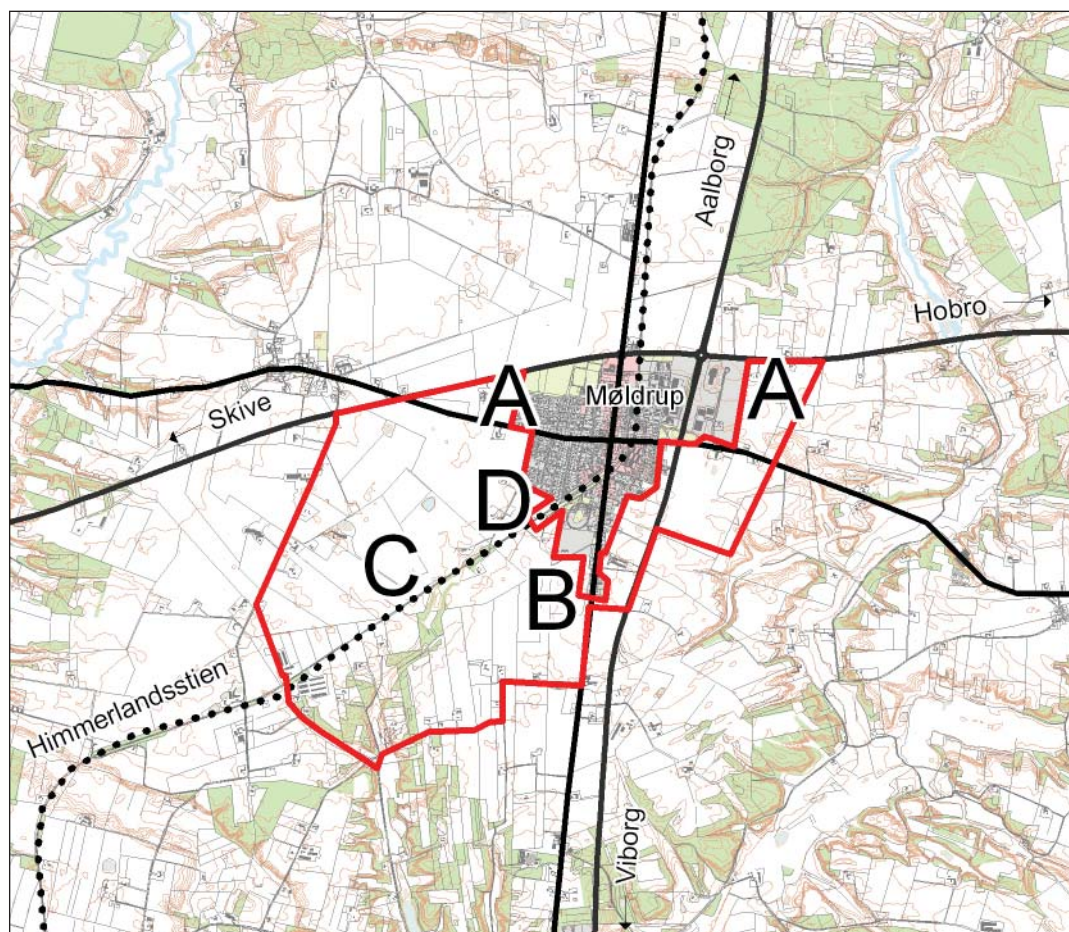 Aalborg
Hobro
Møldrup
A
A
Skive
D
C
B
Himmerlandsstien
Viborg